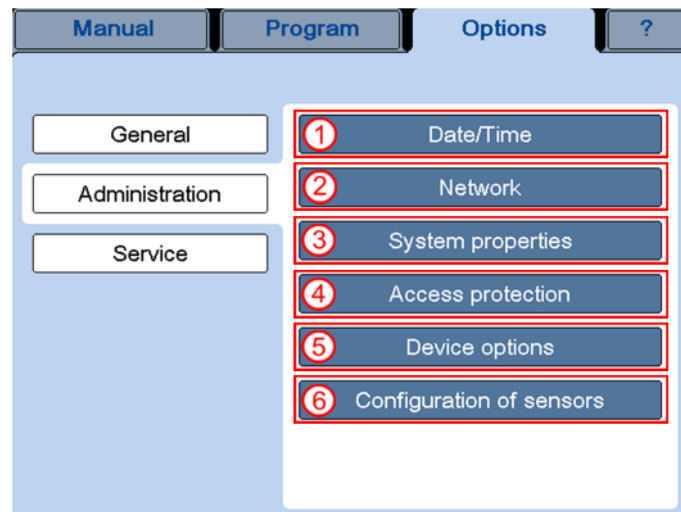 Manual Program Options ?
General
Administration
Service
① Date/Time
② Network
③ System properties
④ Access protection
⑤ Device options
⑥ Configuration of sensors